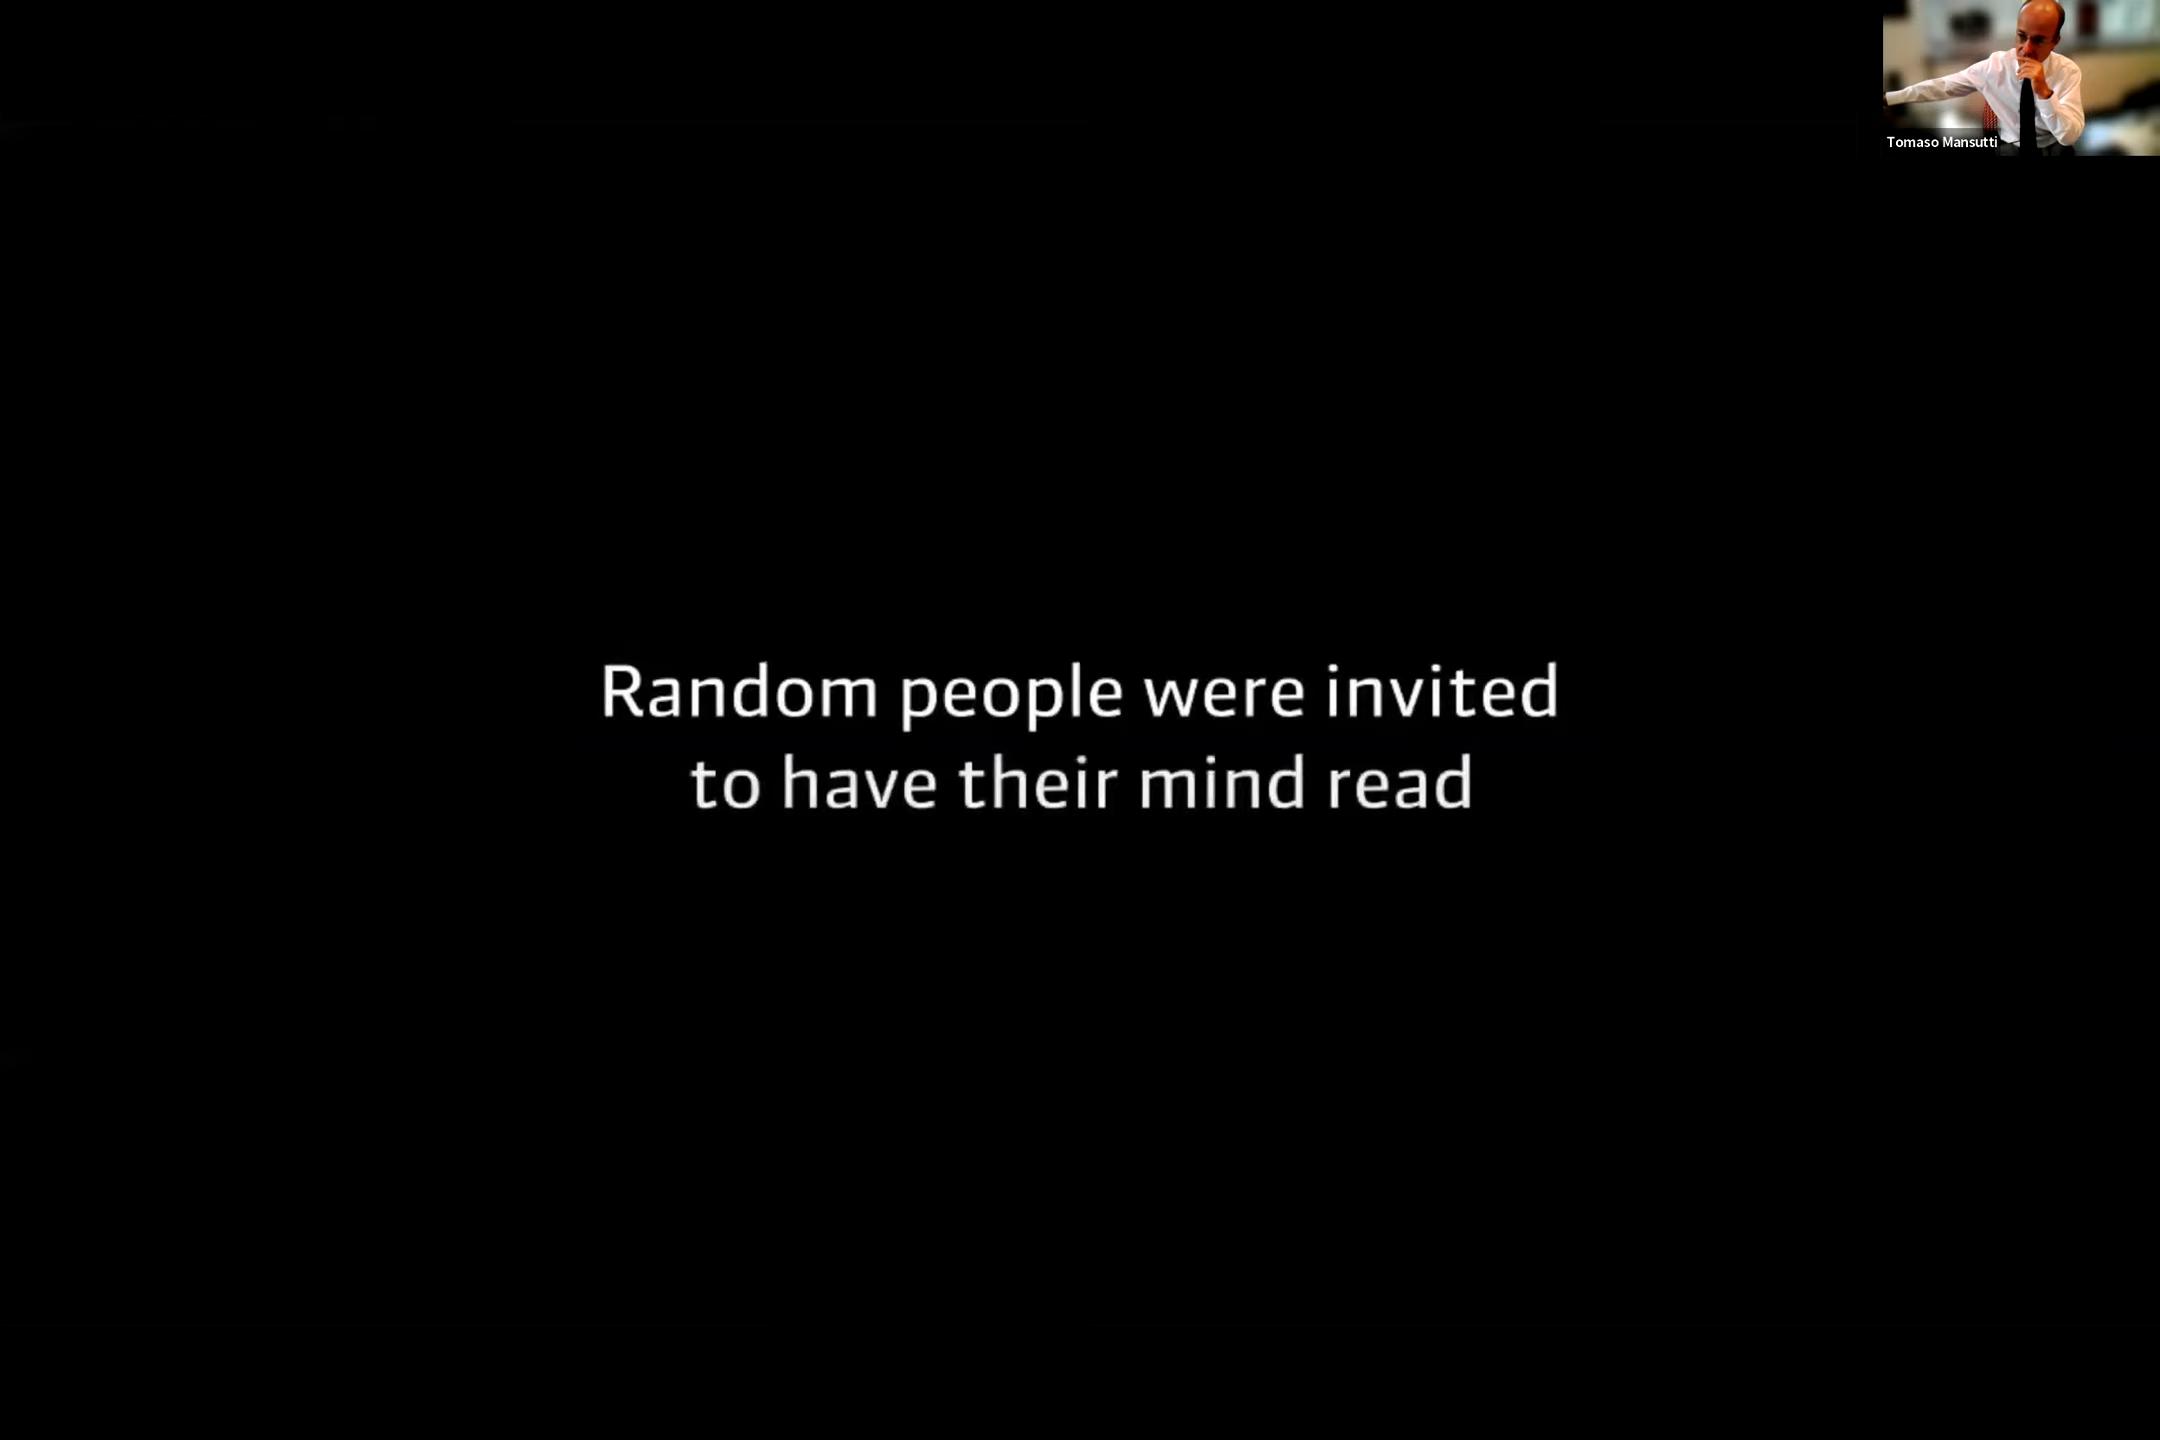 Tomaso Mansutti
Random people were invited
to have their mind read